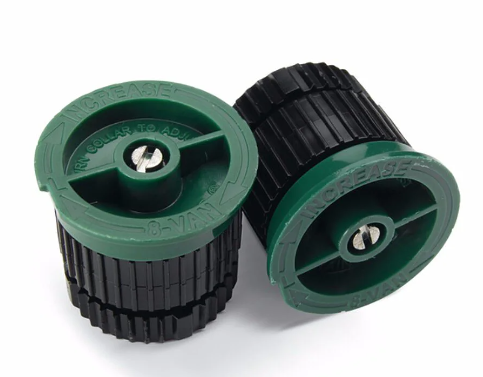 INCREASE
COLLAR TO ADJ
8-VAN
INCREASE
8-VAN